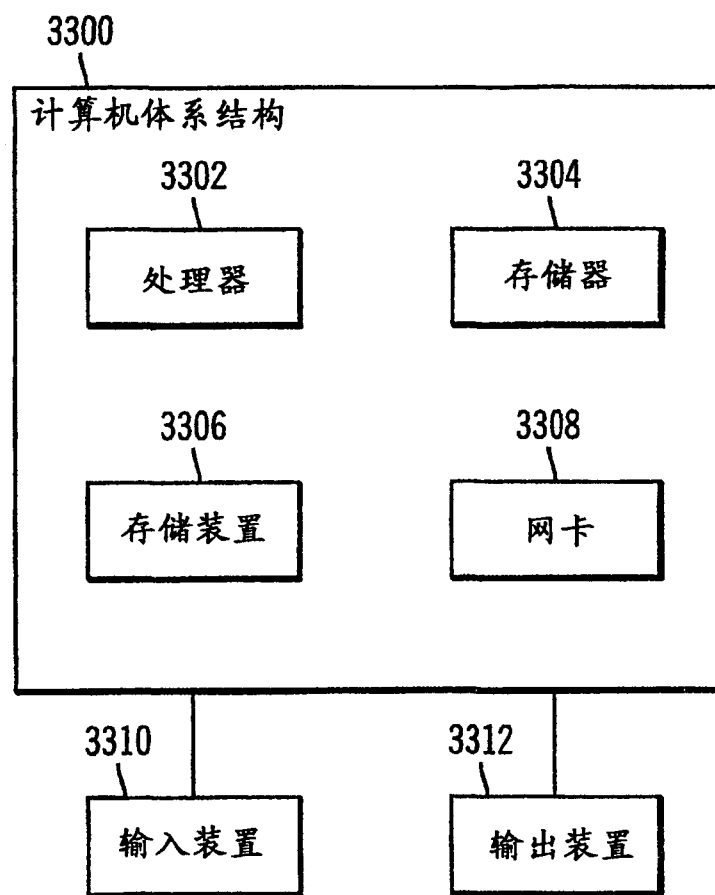 3300
计算机体系结构
3302
3304
处理器
存储器
3306
3308
存储装置
网卡
3310
3312
输入装置
输出装置